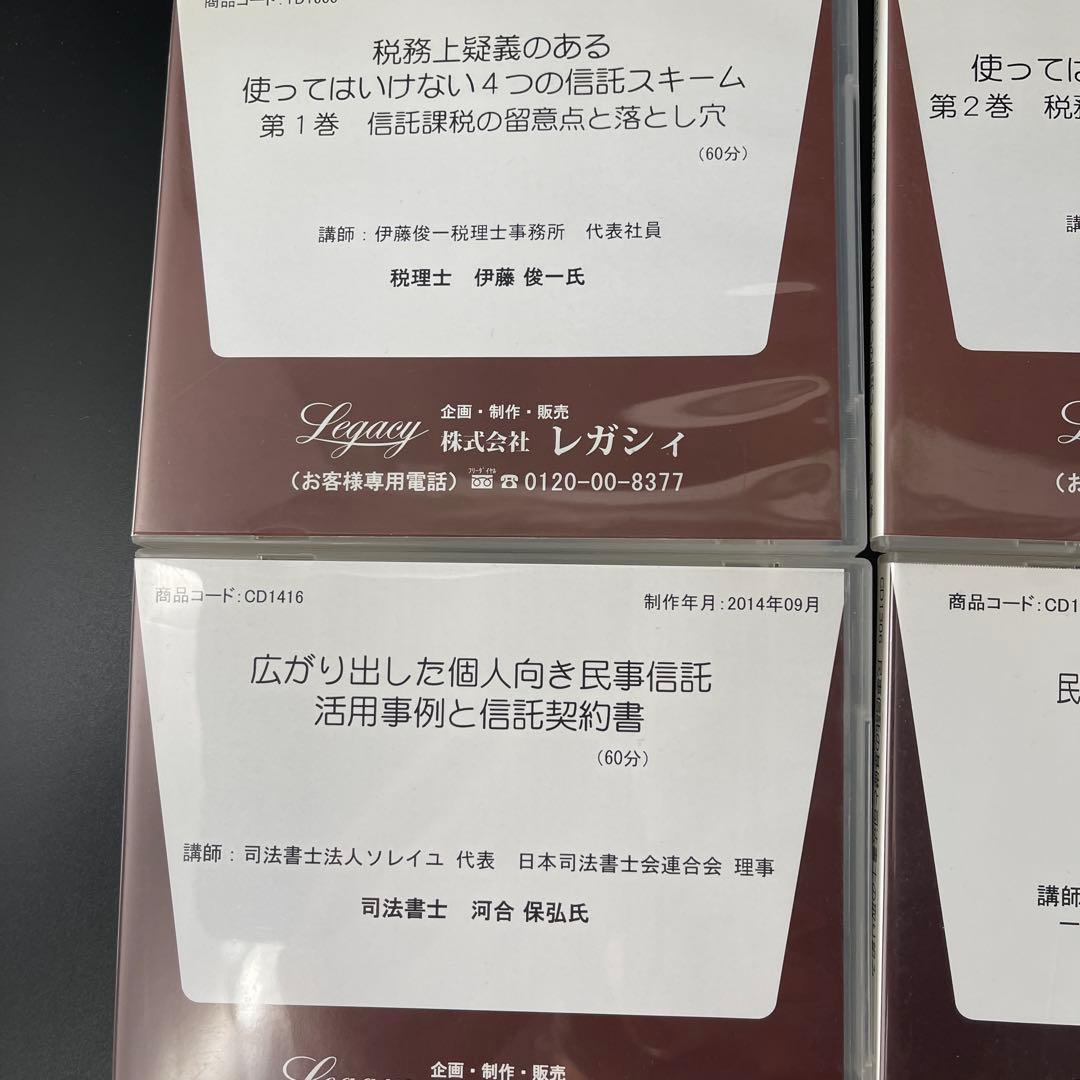 税務上疑義のある
使ってはいけない４つの信託スキーム
第１巻　信託課税の留意点と落とし穴
（60分）
講師：伊藤俊一税理士事務所　代表社員
税理士　伊藤 俊一氏
Legacy
企画・制作・販売
株式会社 レガシィ
（お客様専用電話）フリーダイヤル ☎ 0120-00-8377
使って
第２巻　税務
商品コード：CD1416
制作年月：2014年09月
広がり出した個人向き民事信託
活用事例と信託契約書
（60分）
講師：司法書士法人ソレイユ 代表　日本司法書士会連合会 理事
司法書士　河合 保弘氏
企画・制作・販売
商品コード：CD1
民
講師